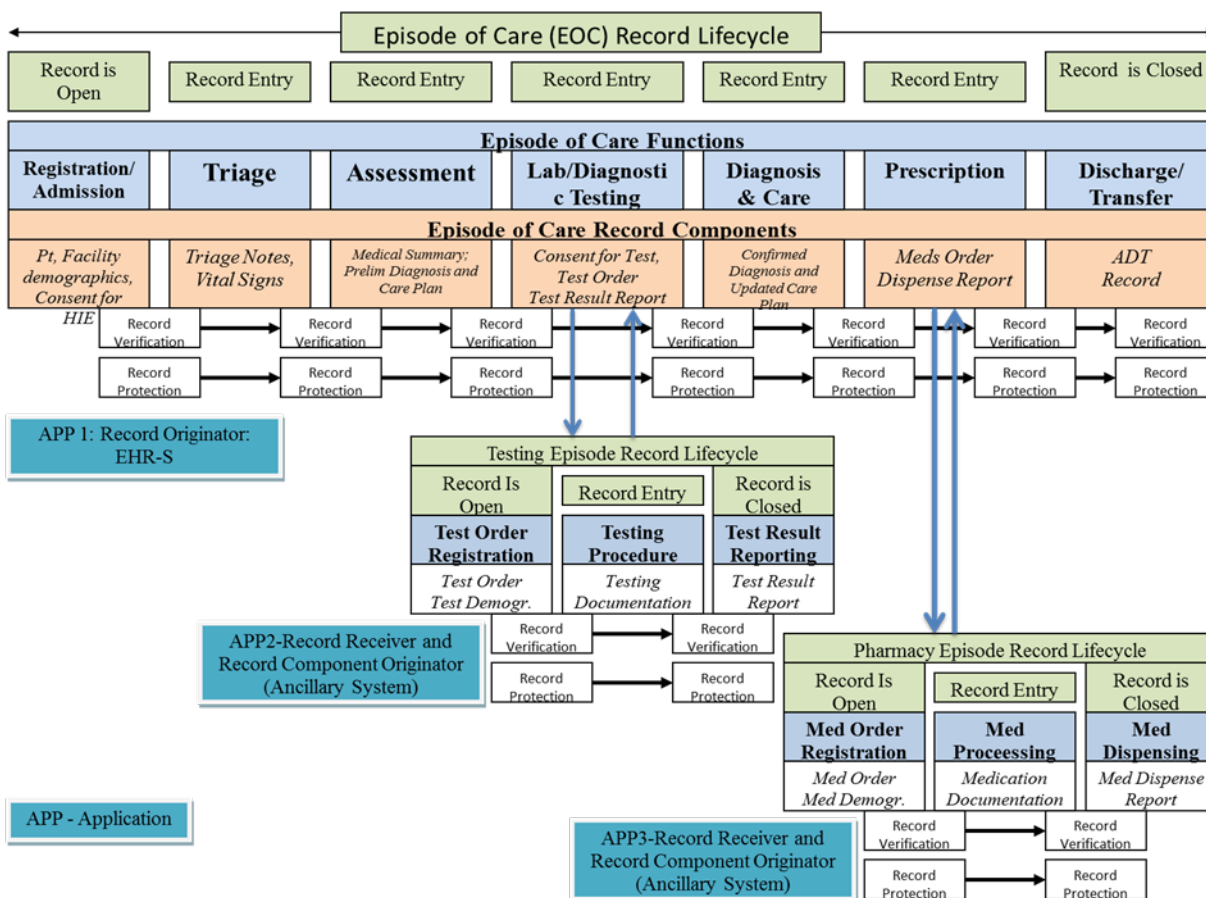 Episode of Care (EOC) Record Lifecycle
Record is
Open
Record Entry
Record Entry
Record Entry
Record Entry
Record Entry
Record is Closed
Episode of Care Functions
Registration/
Admission
Triage
Assessment
Lab/Diagnosti
c Testing
Diagnosis
& Care
Prescription
Discharge/
Transfer
Episode of Care Record Components
Pt, Facility
demographics,
Consent for
HIE
Triage Notes,
Vital Signs
Medical Summary;
Prelim Diagnosis and
Care Plan
Consent for Test,
Test Order
Test Result Report
Confirmed
Diagnosis and
Updated Care
Plan
Meds Order
Dispense Report
ADT
Record
Record
Verification
Record
Verification
Record
Verification
Record
Verification
Record
Verification
Record
Verification
Record
Verification
Record
Protection
Record
Protection
Record
Protection
Record
Protection
Record
Protection
Record
Protection
Record
Protection
APP 1: Record Originator:
EHR-S
Testing Episode Record Lifecycle
Record Is
Open
Record Entry
Record is
Closed
Test Order
Registration
Testing
Procedure
Test Result
Reporting
Test Order
Test Demogr.
Testing
Documentation
Test Result
Report
Record
Verification
Record
Verification
Record
Protection
Record
Protection
APP2-Record Receiver and
Record Component Originator
(Ancillary System)
Pharmacy Episode Record Lifecycle
Record Is
Open
Record Entry
Record is
Closed
Med Order
Registration
Med
Proceessing
Med
Dispensing
Med Order
Med Demogr.
Medication
Documentation
Med Dispense
Report
Record
Verification
Record
Verification
Record
Protection
Record
Protection
APP - Application
APP3-Record Receiver and
Record Component Originator
(Ancillary System)